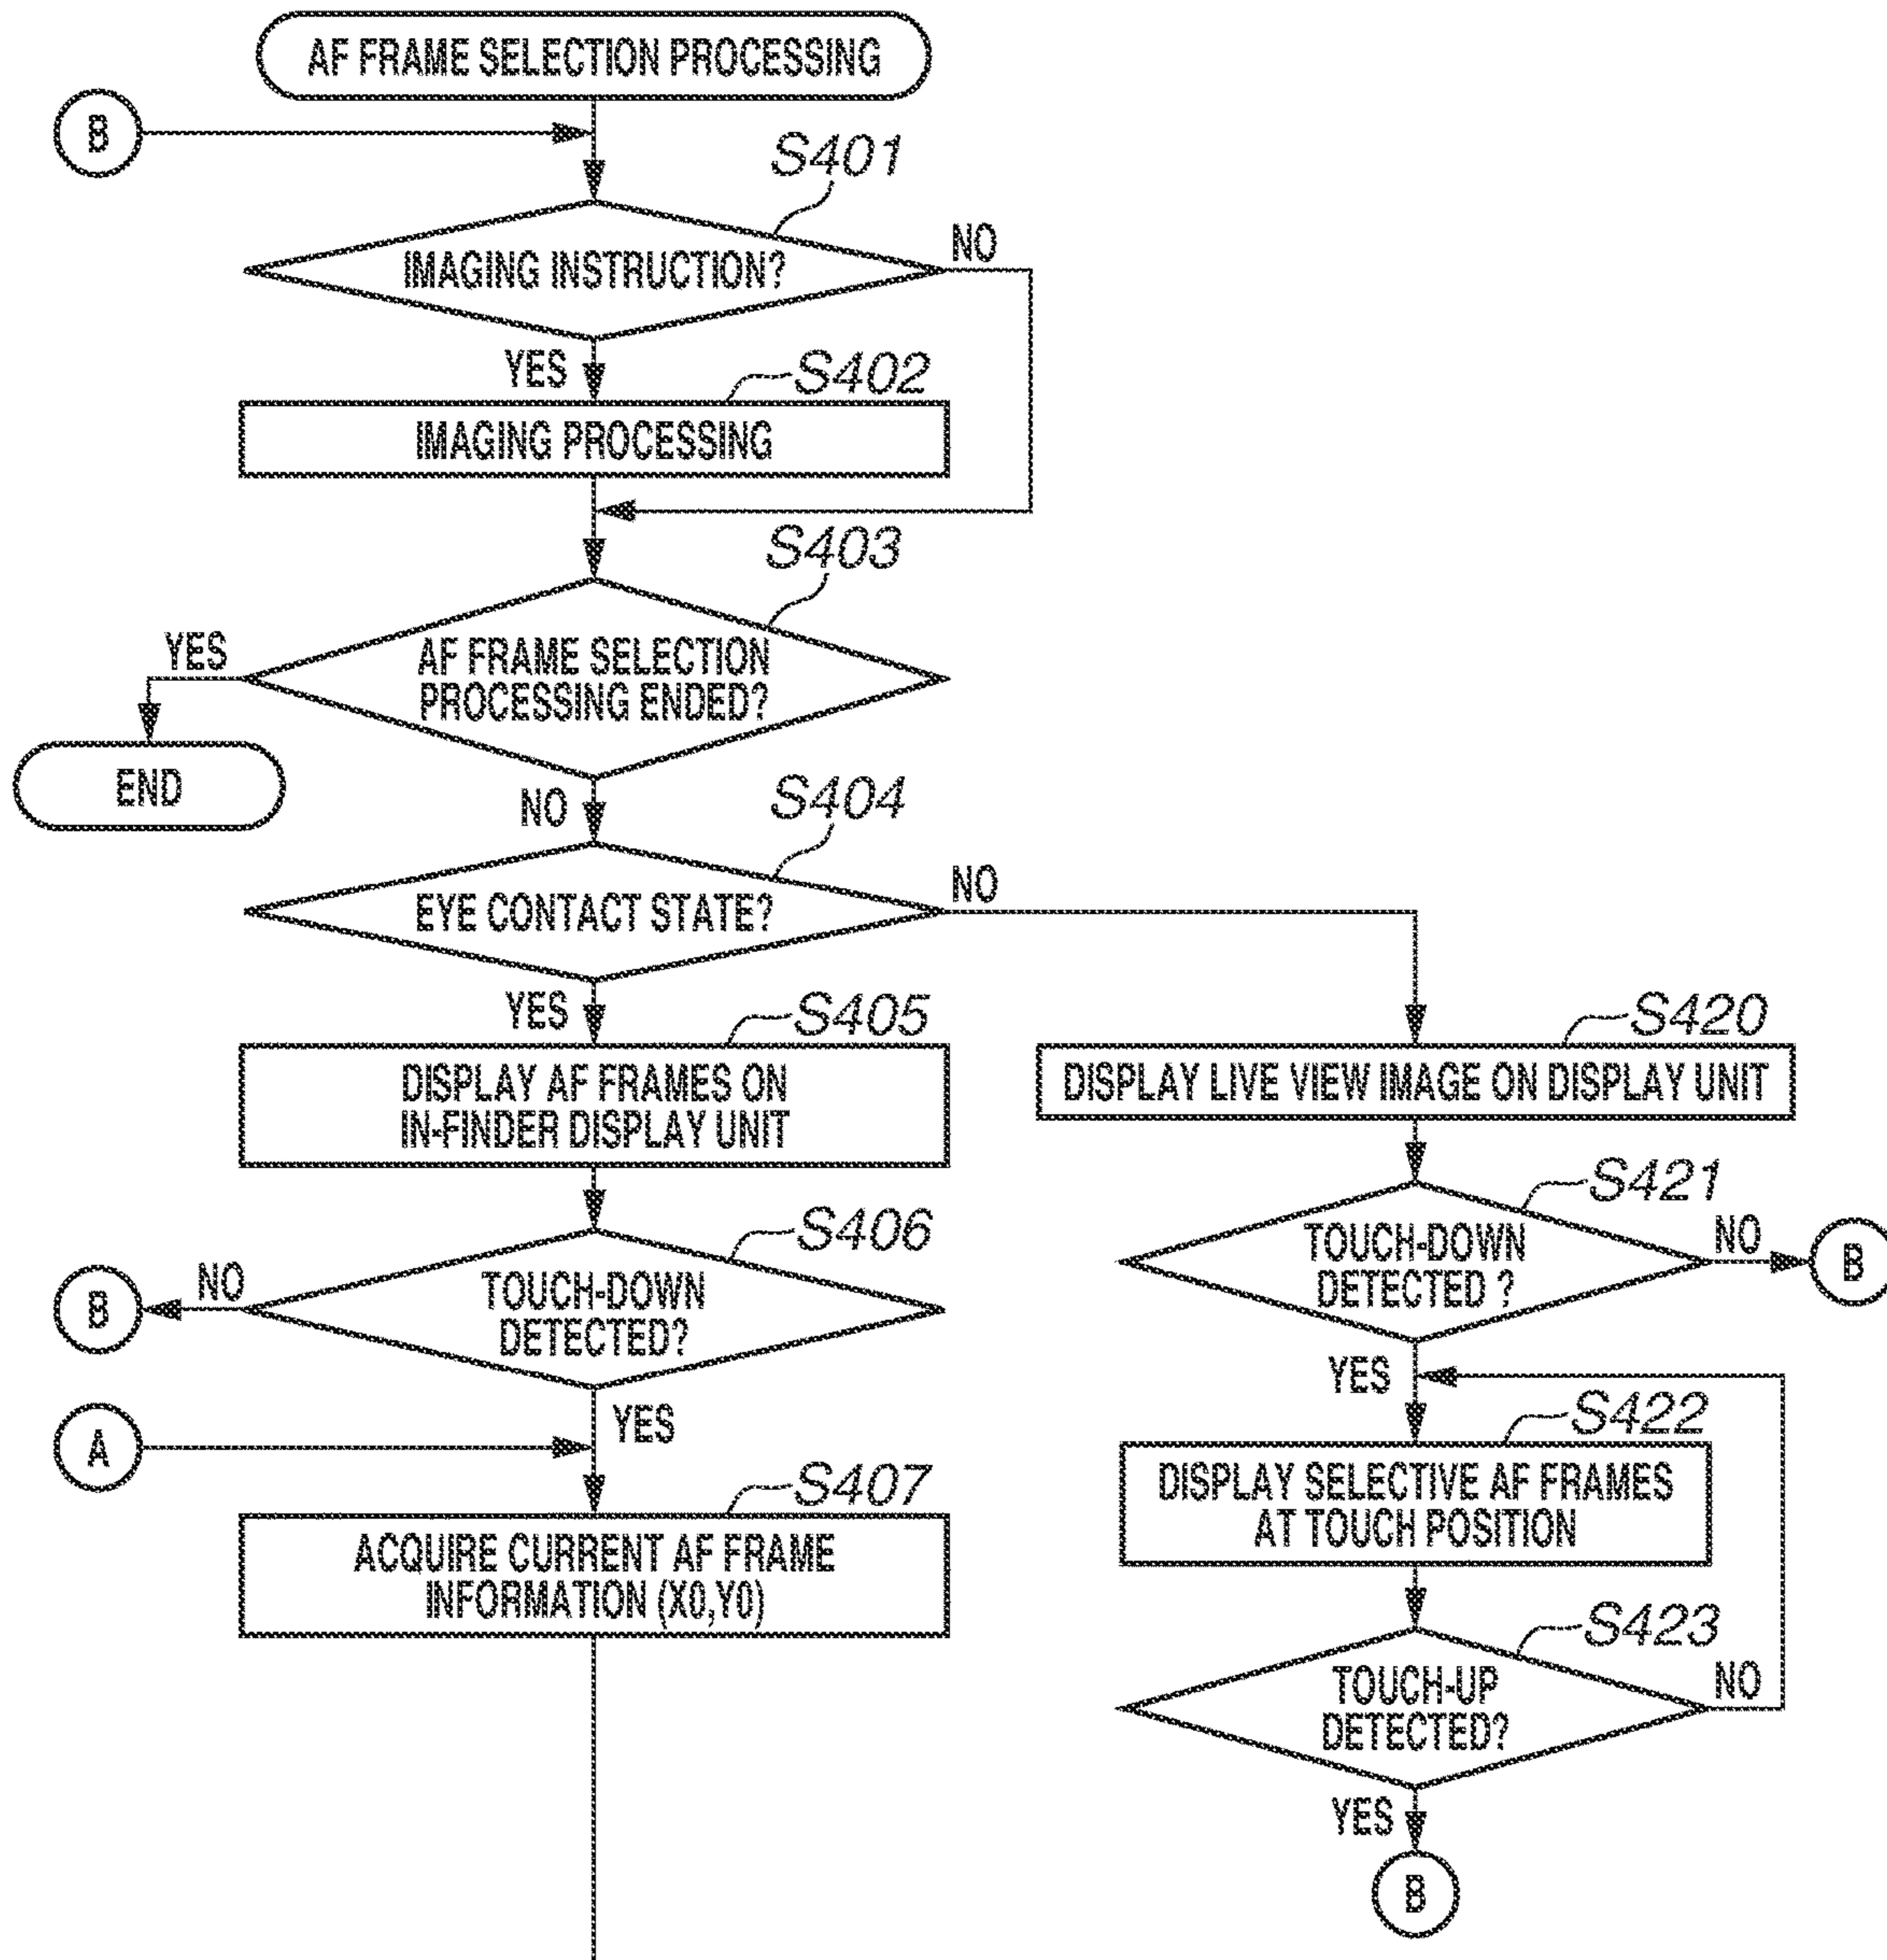 AF FRAME SELECTION PROCESSING
B
S401
IMAGING INSTRUCTION?
NO
YES
S402
IMAGING PROCESSING
S403
AF FRAME SELECTION
PROCESSING ENDED?
YES
END
NO
S404
EYE CONTACT STATE?
NO
YES
S405
DISPLAY AF FRAMES ON
IN-FINDER DISPLAY UNIT
S406
TOUCH-DOWN
DETECTED?
NO
B
YES
A
S407
ACQUIRE CURRENT AF FRAME
INFORMATION (X0,Y0)
S420
DISPLAY LIVE VIEW IMAGE ON DISPLAY UNIT
S421
TOUCH-DOWN
DETECTED ?
NO
B
YES
S422
DISPLAY SELECTIVE AF FRAMES
AT TOUCH POSITION
S423
TOUCH-UP
DETECTED?
NO
YES
B